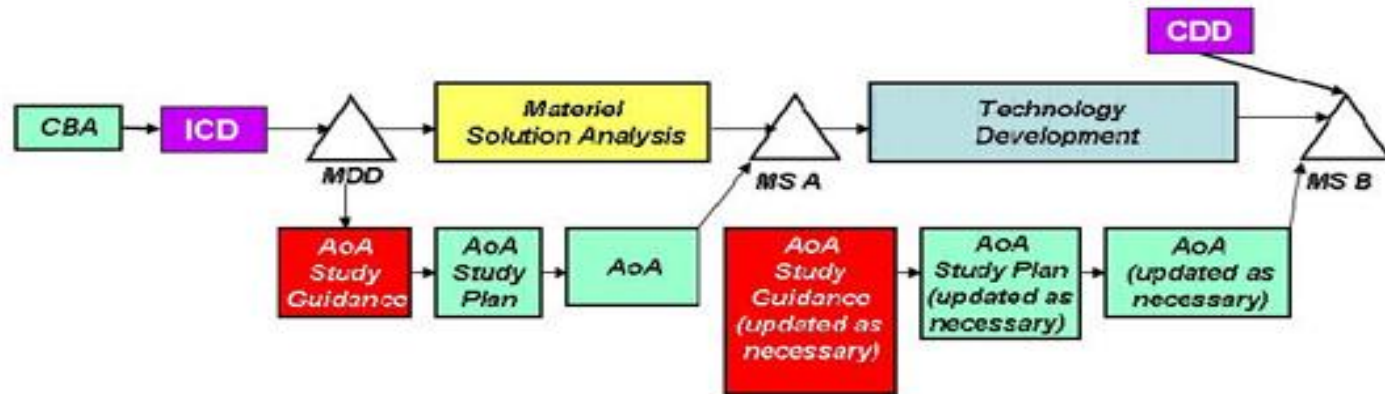 CDD
CBA
ICD
MDD
Materiel
Solution Analysis
MS A
Technology
Development
MS B
AoA
Study
Guidance
AoA
Study
Plan
AoA
AoA
Study
Guidance
(updated as
necessary)
AoA
Study Plan
(updated as
necessary)
AoA
(updated as
necessary)